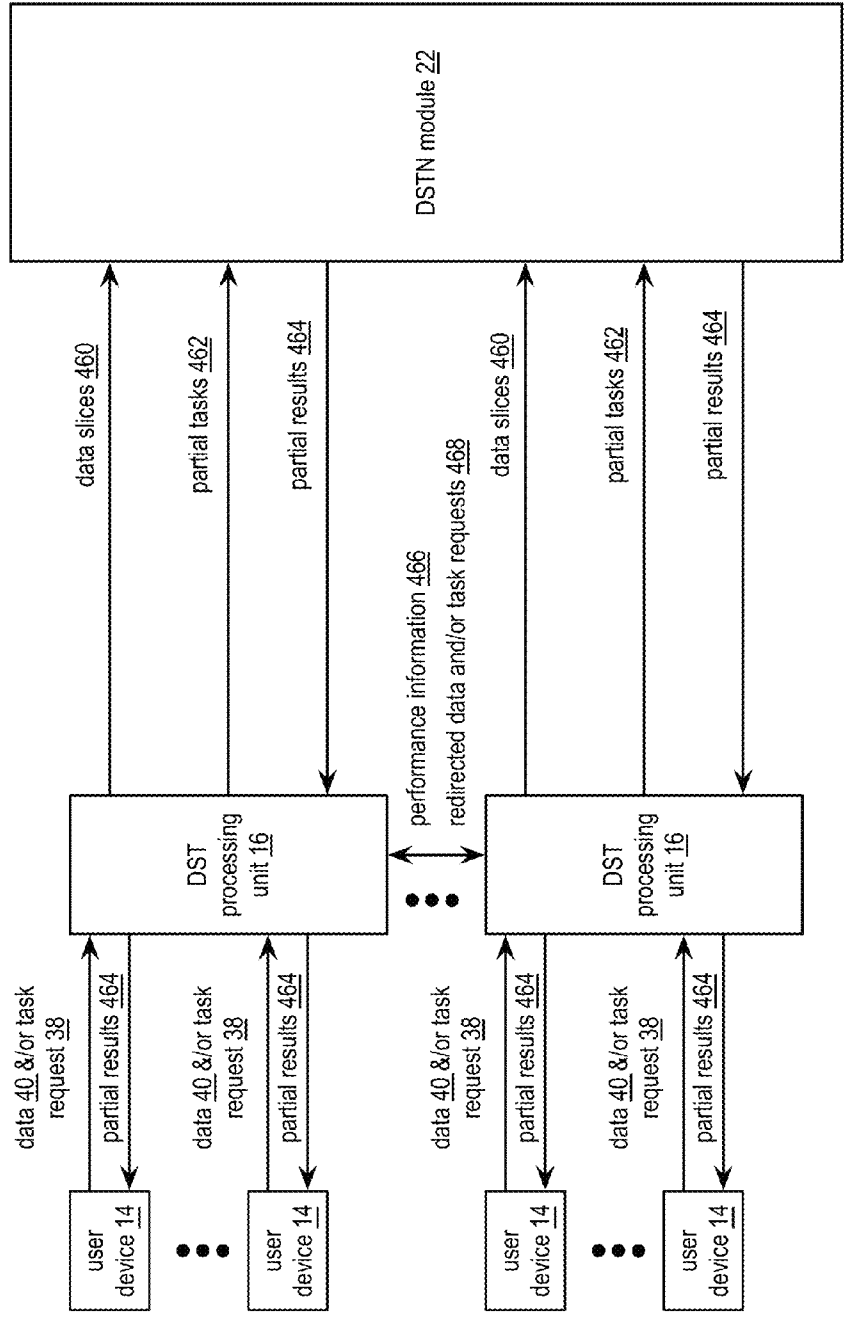 DSTN module 22
data slices 460
partial tasks 462
partial results 464
performance information 466
redirected data and/or task requests 468
data slices 460
partial tasks 462
partial results 464
DST
processing
unit 16
DST
processing
unit 16
data 40 &/or task
request 38
partial results 464
data 40 &/or task
request 38
partial results 464
data 40 &/or task
request 38
partial results 464
data 40 &/or task
request 38
partial results 464
user
device 14
user
device 14
user
device 14
user
device 14